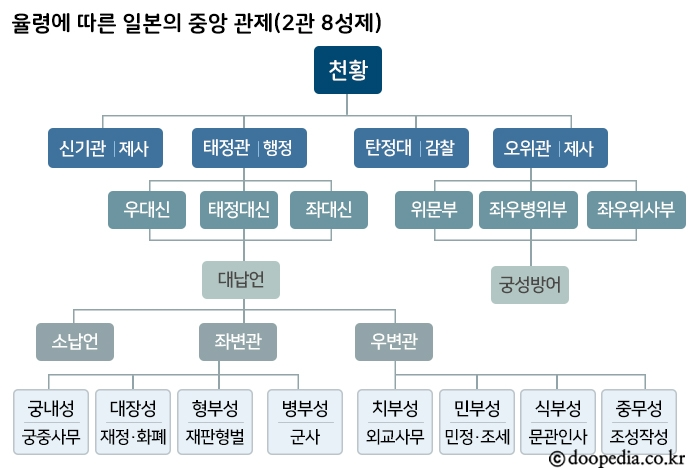 율령에 따른 일본의 중앙 관제(2관 8성제)
천황
신기관 | 제사
태정관 | 행정
탄정대 | 감찰
오위관 | 제사
우대신
태정대신
좌대신
위문부
좌우병위부
좌우위사부
대납언
궁성방어
소납언
좌변관
우변관
궁내성
궁중사무
대장성
재정·화폐
형부성
재판형벌
병부성
군사
치부성
외교사무
민부성
민정·조세
식부성
문관인사
중무성
조성작성
ⓒ doopedia.co.kr